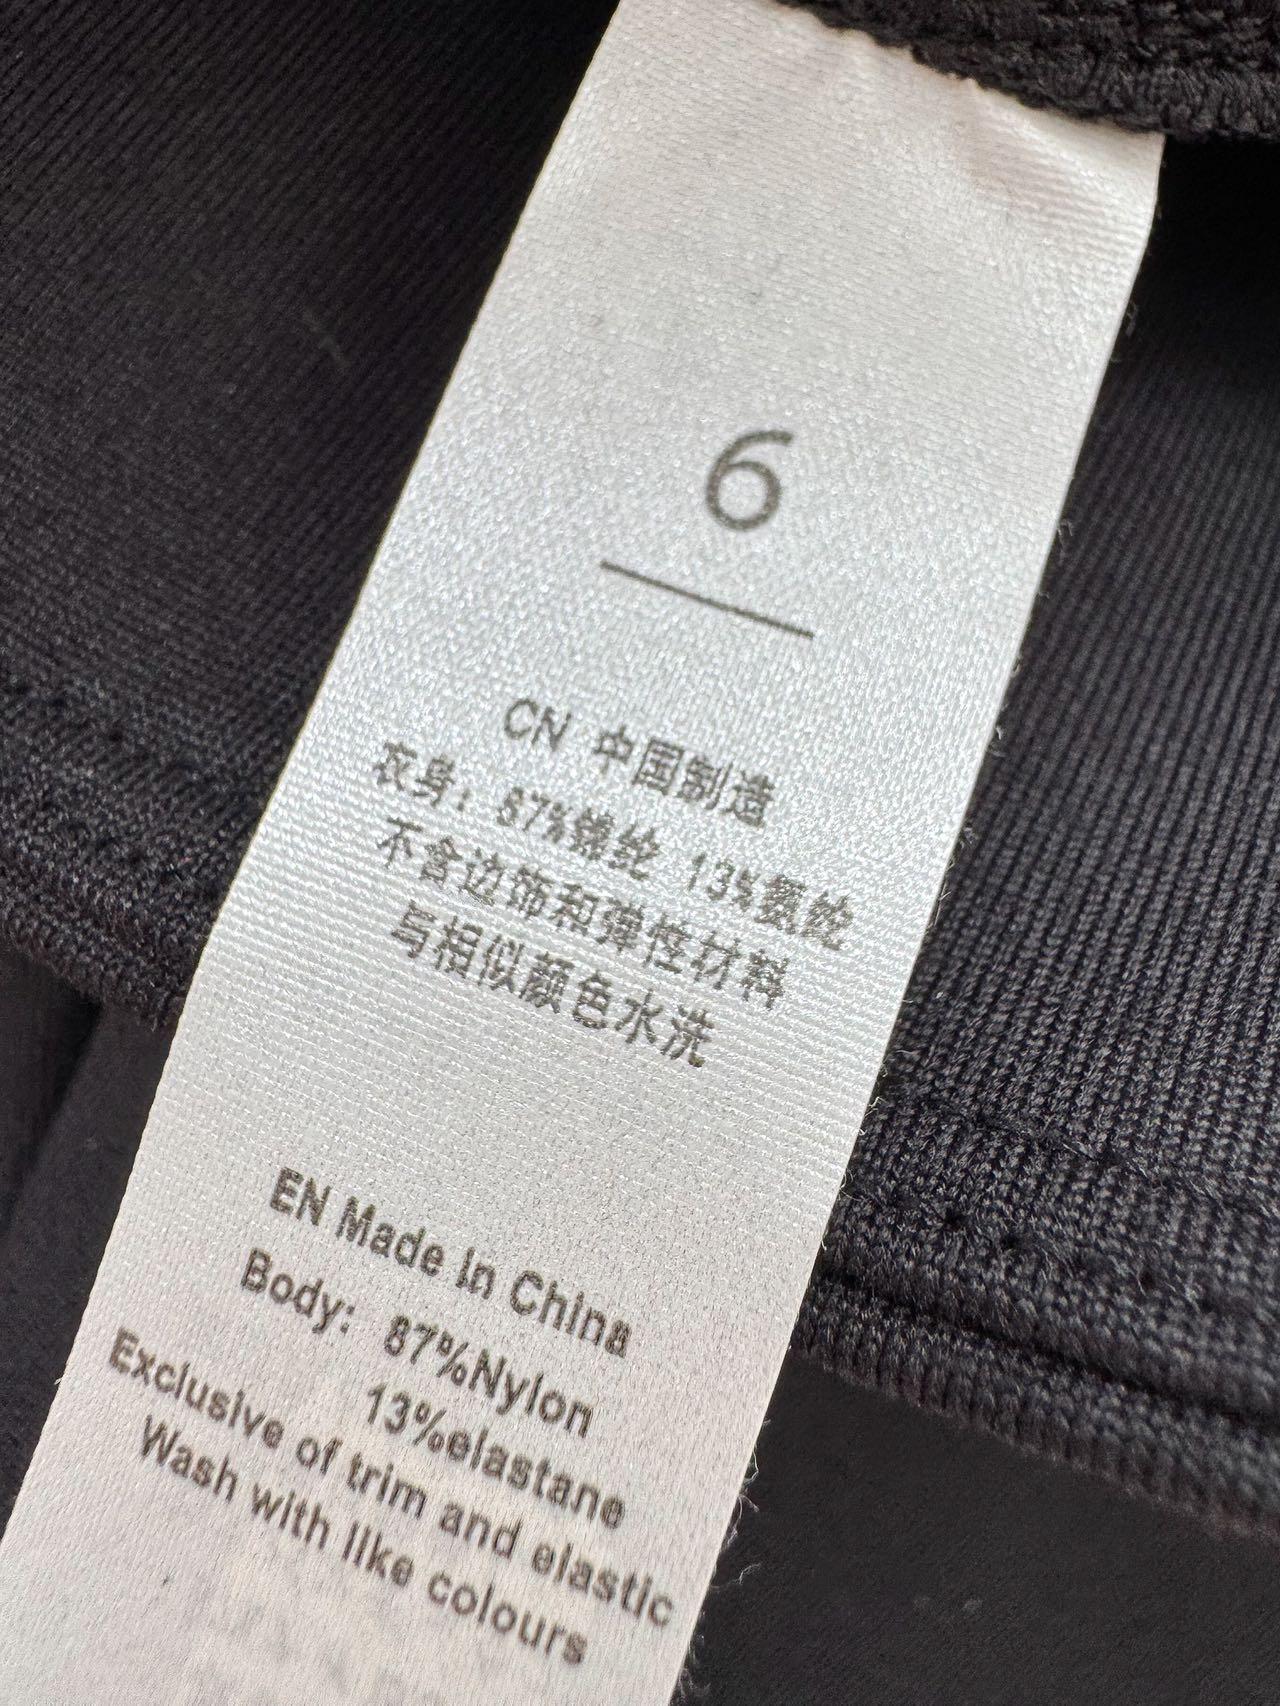 6
CN 中国制造
衣身: 87%锦纶 13%氨纶
不含边饰和弹性材料
与相似颜色水洗
EN Made in China
Body: 87%Nylon
13%elastane
Exclusive of trim and elastic
Wash with like colours